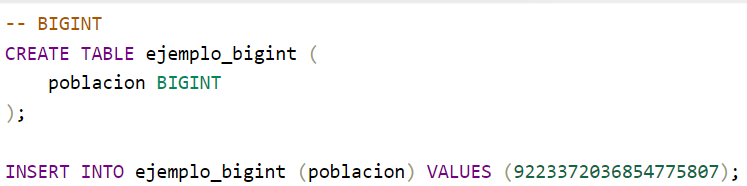 -- BIGINT
CREATE TABLE ejemplo_bigint (
    poblacion BIGINT
);

INSERT INTO ejemplo_bigint (poblacion) VALUES (9223372036854775807);